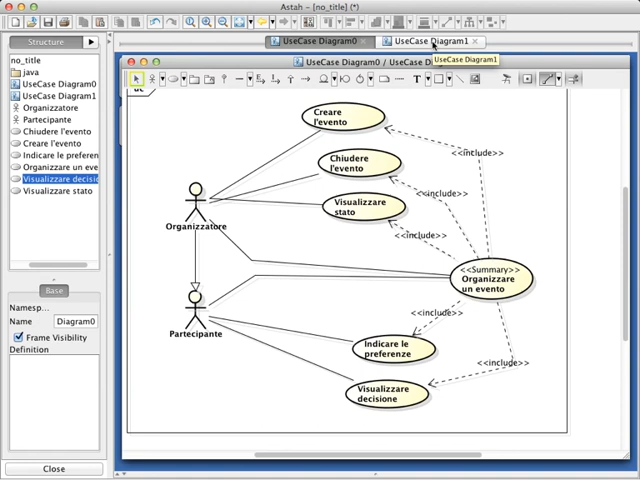 Astah - [no_title] (*)
Structure
UseCase Diagram0
UseCase Diagram1
UseCase Diagram1
no_title
java
UseCase Diagram0
UseCase Diagram1
Organizzatore
Partecipante
Chiudere l'evento
Creare l'evento
Indicare le preferen
Organizzare un eve
Visualizzare decisio
Visualizzare stato
UseCase Diagram0 / UseCase
T
Creare
l'evento
<<include>>
Chiudere
l'evento
<<include>>
Visualizzare
stato
Organizzatore
<<include>>
<<Summary>>
Organizzare
un evento
<<include>>
Partecipante
Indicare le
preferenze
<<include>>
Visualizzare
decisione
Base
Namesp...
Name Diagram0
Frame Visibility
Definition
Close